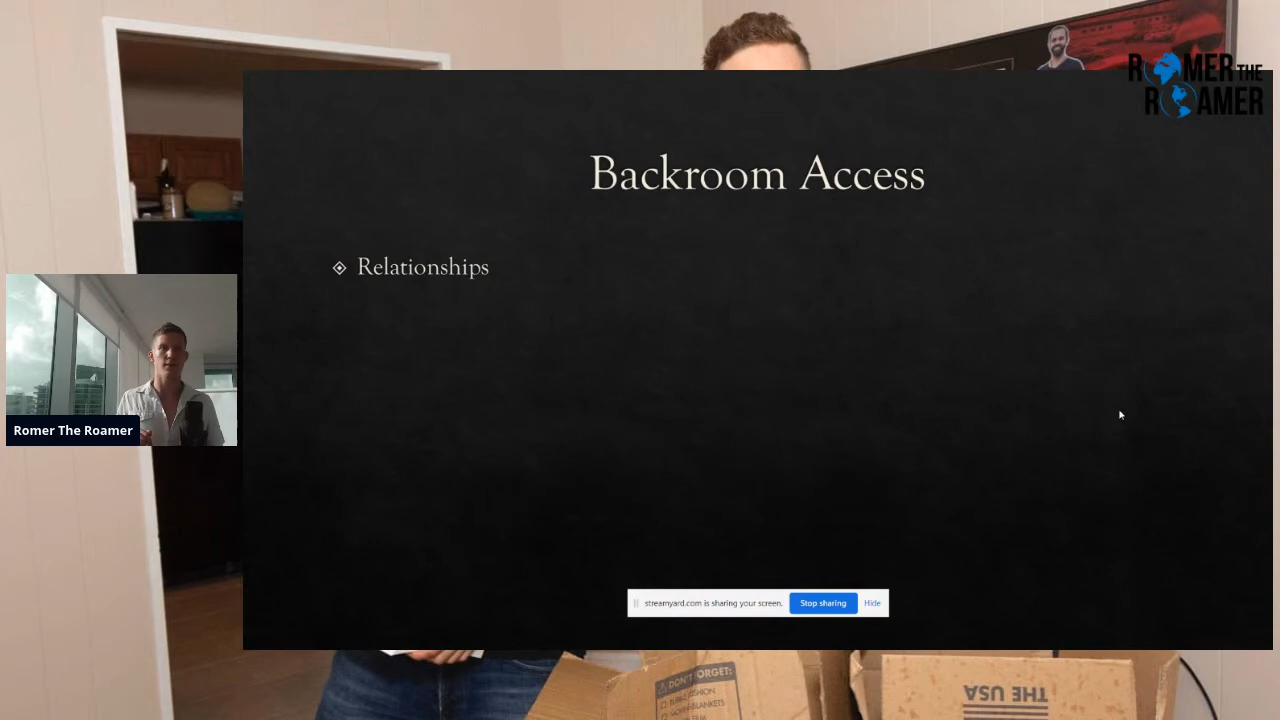 ROMER THE
ROAMER
Backroom Access
Relationships
Romer The Roamer
streamyard.com is sharing your screen.
Stop sharing
Hide
DON'T FORGET:
THE USA